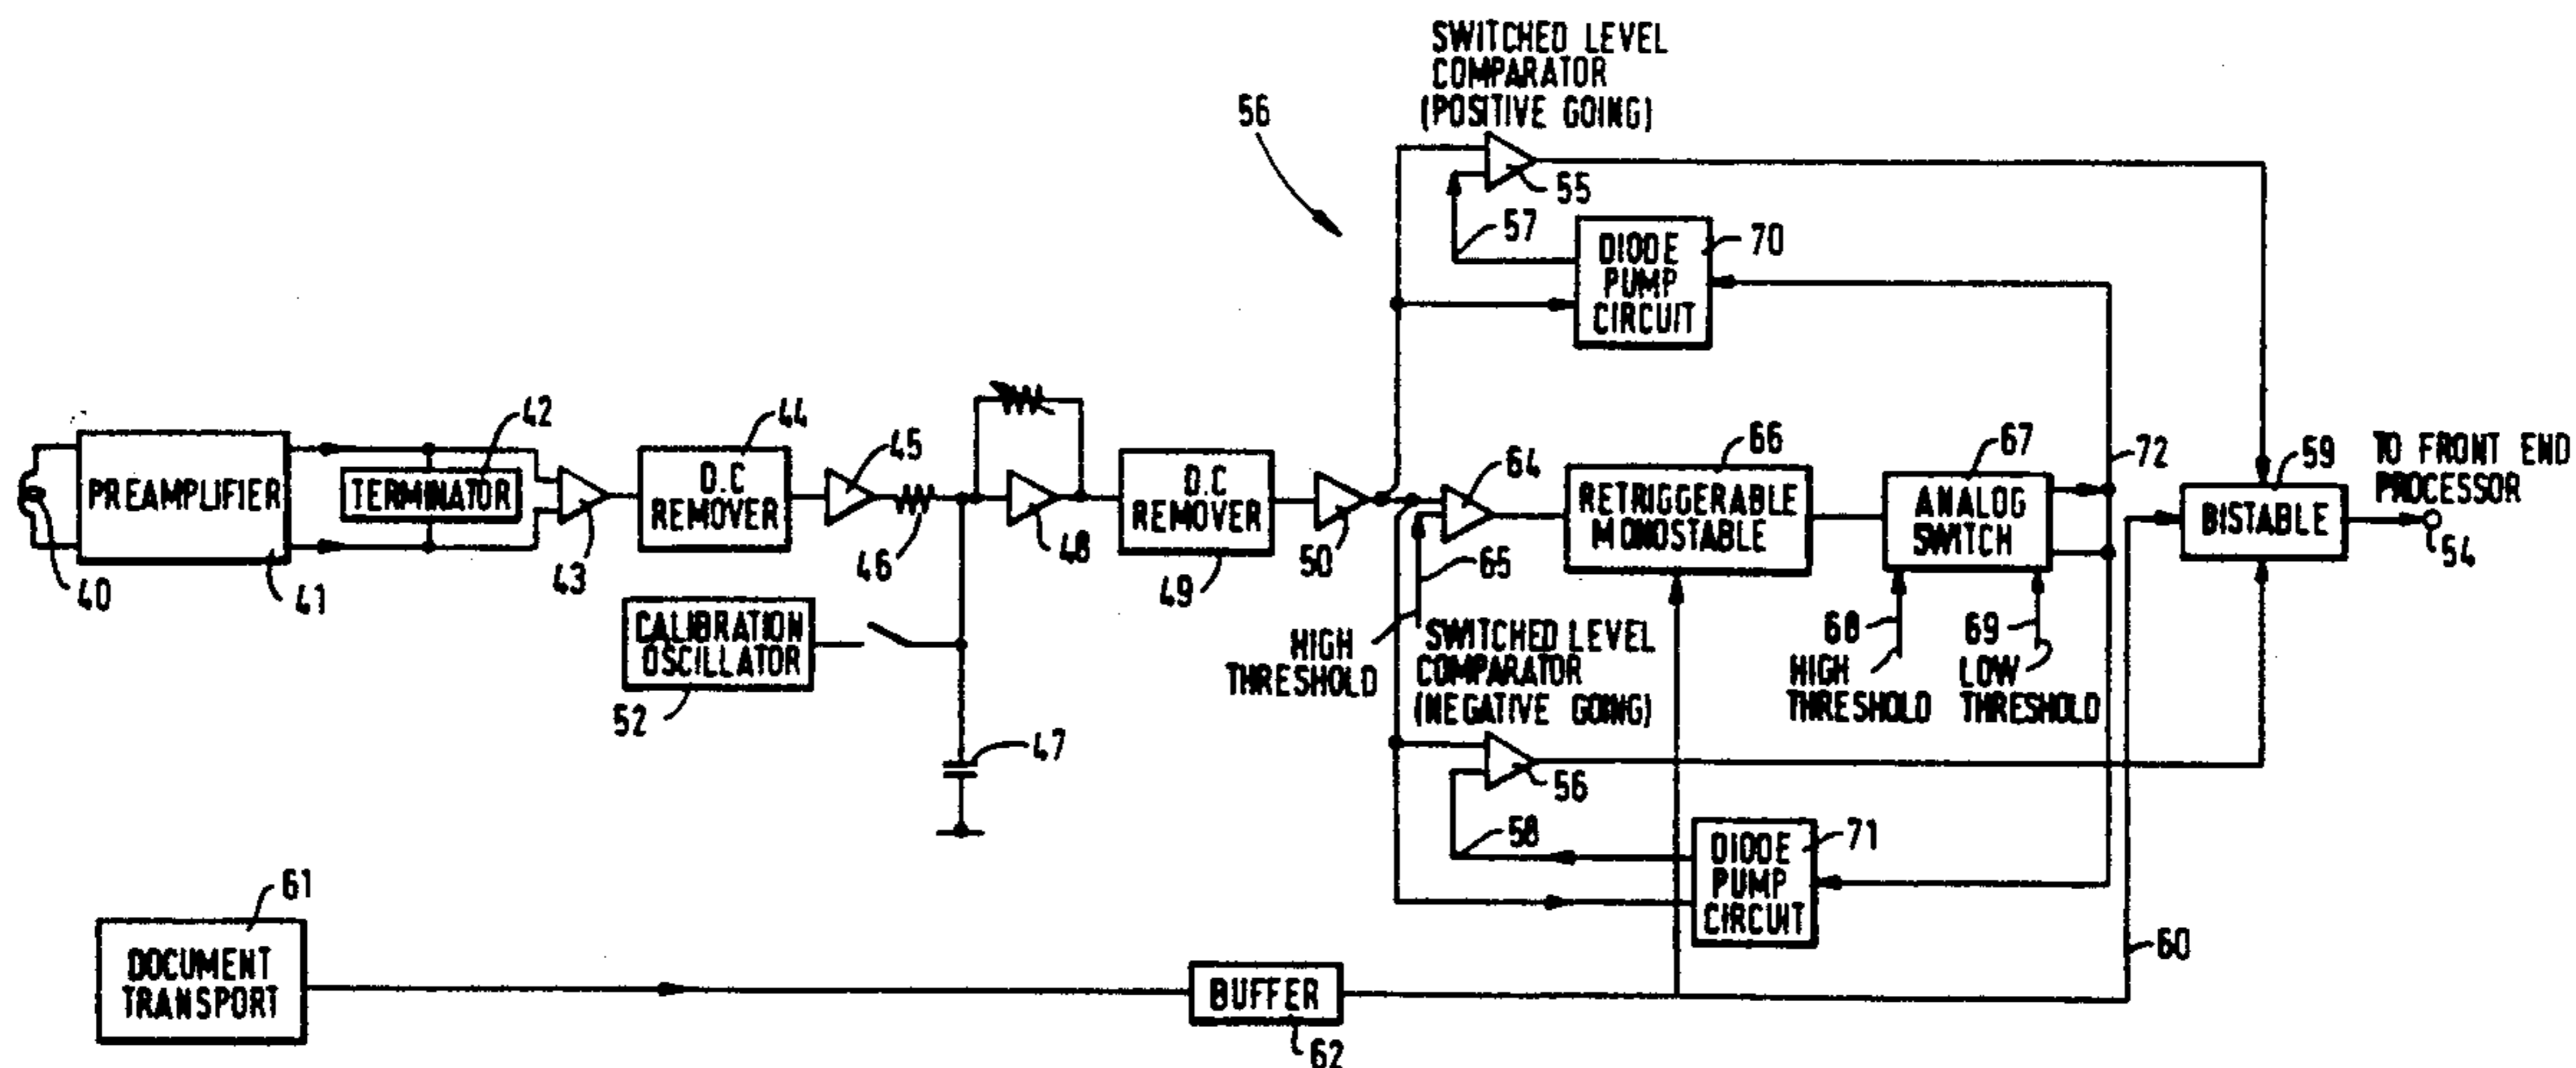 SWITCHED LEVEL
COMPARATOR
(POSITIVE GOING)
56
55
57
DIODE
PUMP
CIRCUIT
70
40
PREAMPLIFIER
41
42
TERMINATOR
43
44
D.C
REMOVER
45
46
48
D.C
REMOVER
49
50
64
65
HIGH
THRESHOLD
66
RETRIGGERABLE
MONOSTABLE
67
ANALOG
SWITCH
68
HIGH
THRESHOLD
69
LOW
THRESHOLD
72
59
BISTABLE
TO FRONT END
PROCESSOR
54
CALIBRATION
OSCILLATOR
52
47
SWITCHED LEVEL
COMPARATOR
(NEGATIVE GOING)
56
58
DIODE
PUMP
CIRCUIT
71
60
61
DOCUMENT
TRANSPORT
BUFFER
62